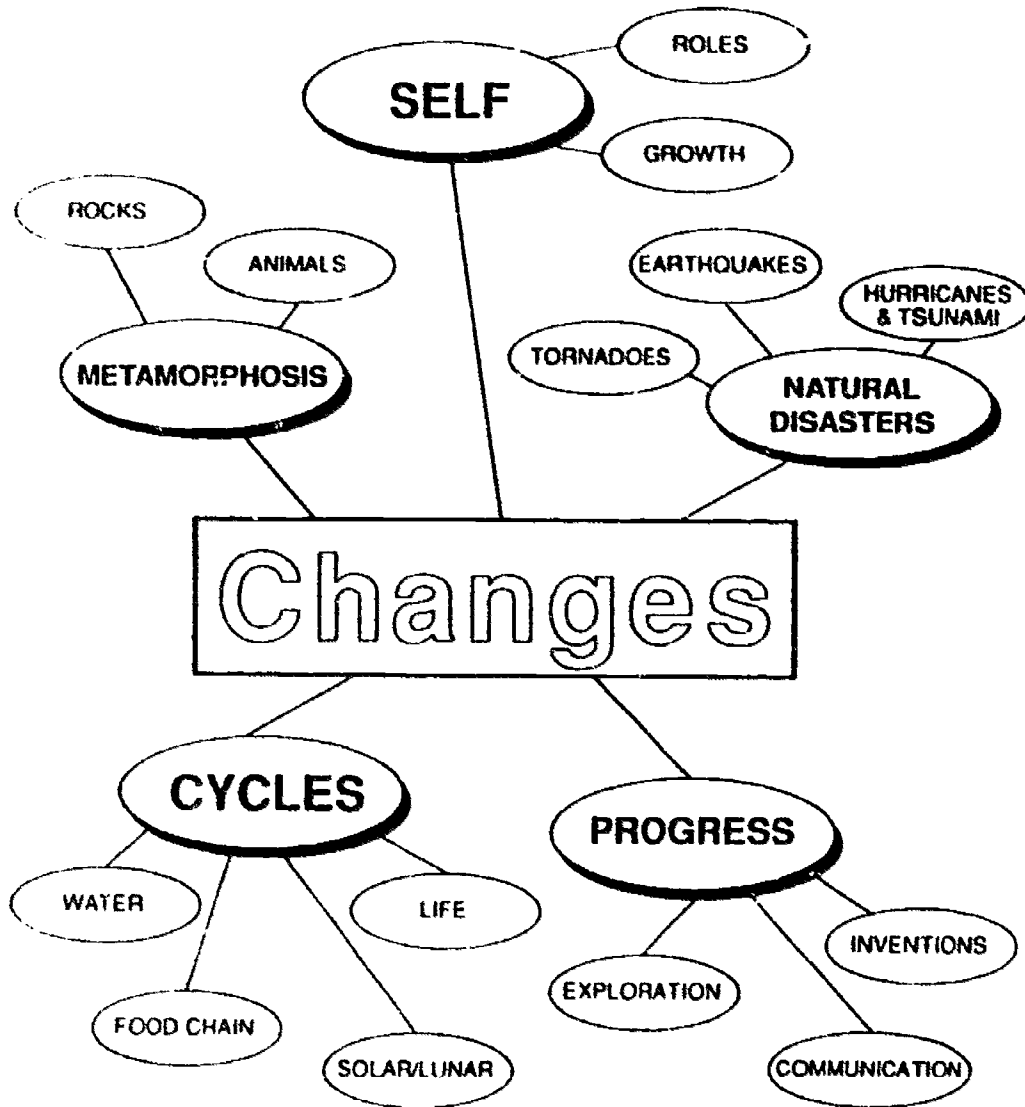 ROLES
SELF
GROWTH
ROCKS
ANIMALS
METAMORPHOSIS
EARTHQUAKES
HURRICANES
& TSUNAMI
TORNADOES
NATURAL
DISASTERS
Changes
CYCLES
PROGRESS
WATER
LIFE
FOOD CHAIN
SOLAR/LUNAR
INVENTIONS
EXPLORATION
COMMUNICATION